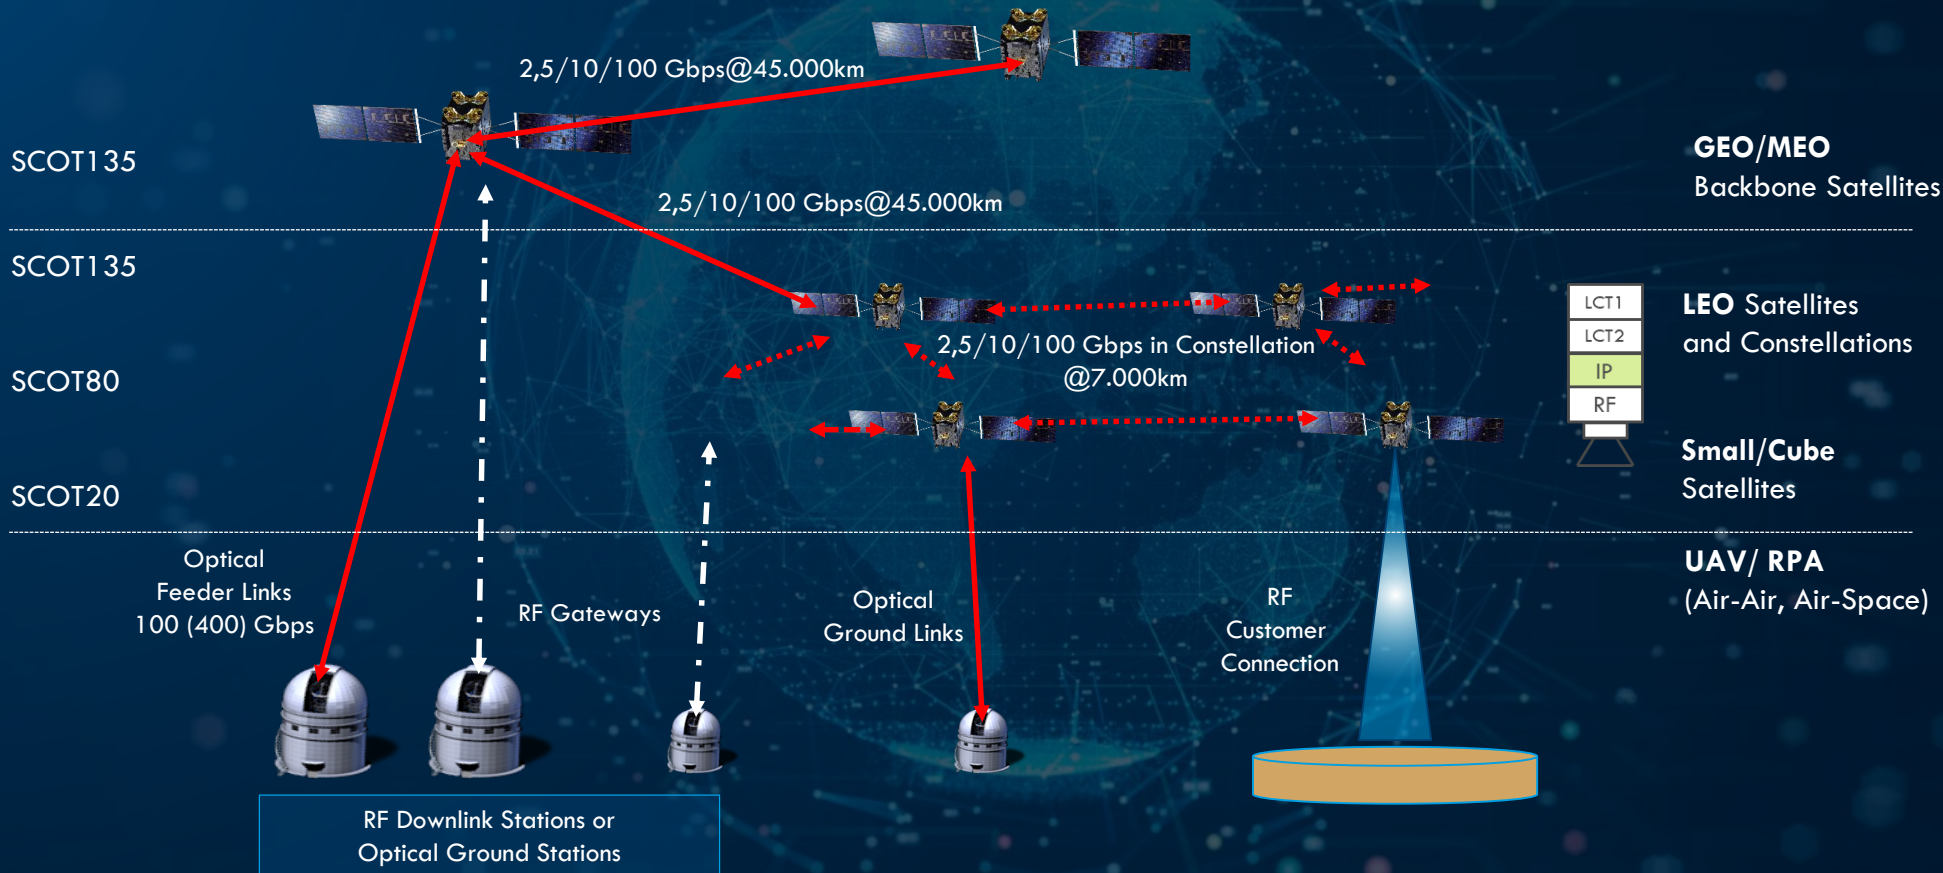 2,5/10/100 Gbps@45.000km
SCOT135
GEO/MEO
Backbone Satellites
2,5/10/100 Gbps@45.000km
SCOT135
LCT1
LCT2
IP
RF
LEO Satellites
and Constellations
2,5/10/100 Gbps in Constellation
@7.000km
SCOT80
Small/Cube
Satellites
SCOT20
Optical
Feeder Links
100 (400) Gbps
RF Gateways
Optical
Ground Links
RF
Customer
Connection
UAV/ RPA
(Air-Air, Air-Space)
RF Downlink Stations or
Optical Ground Stations